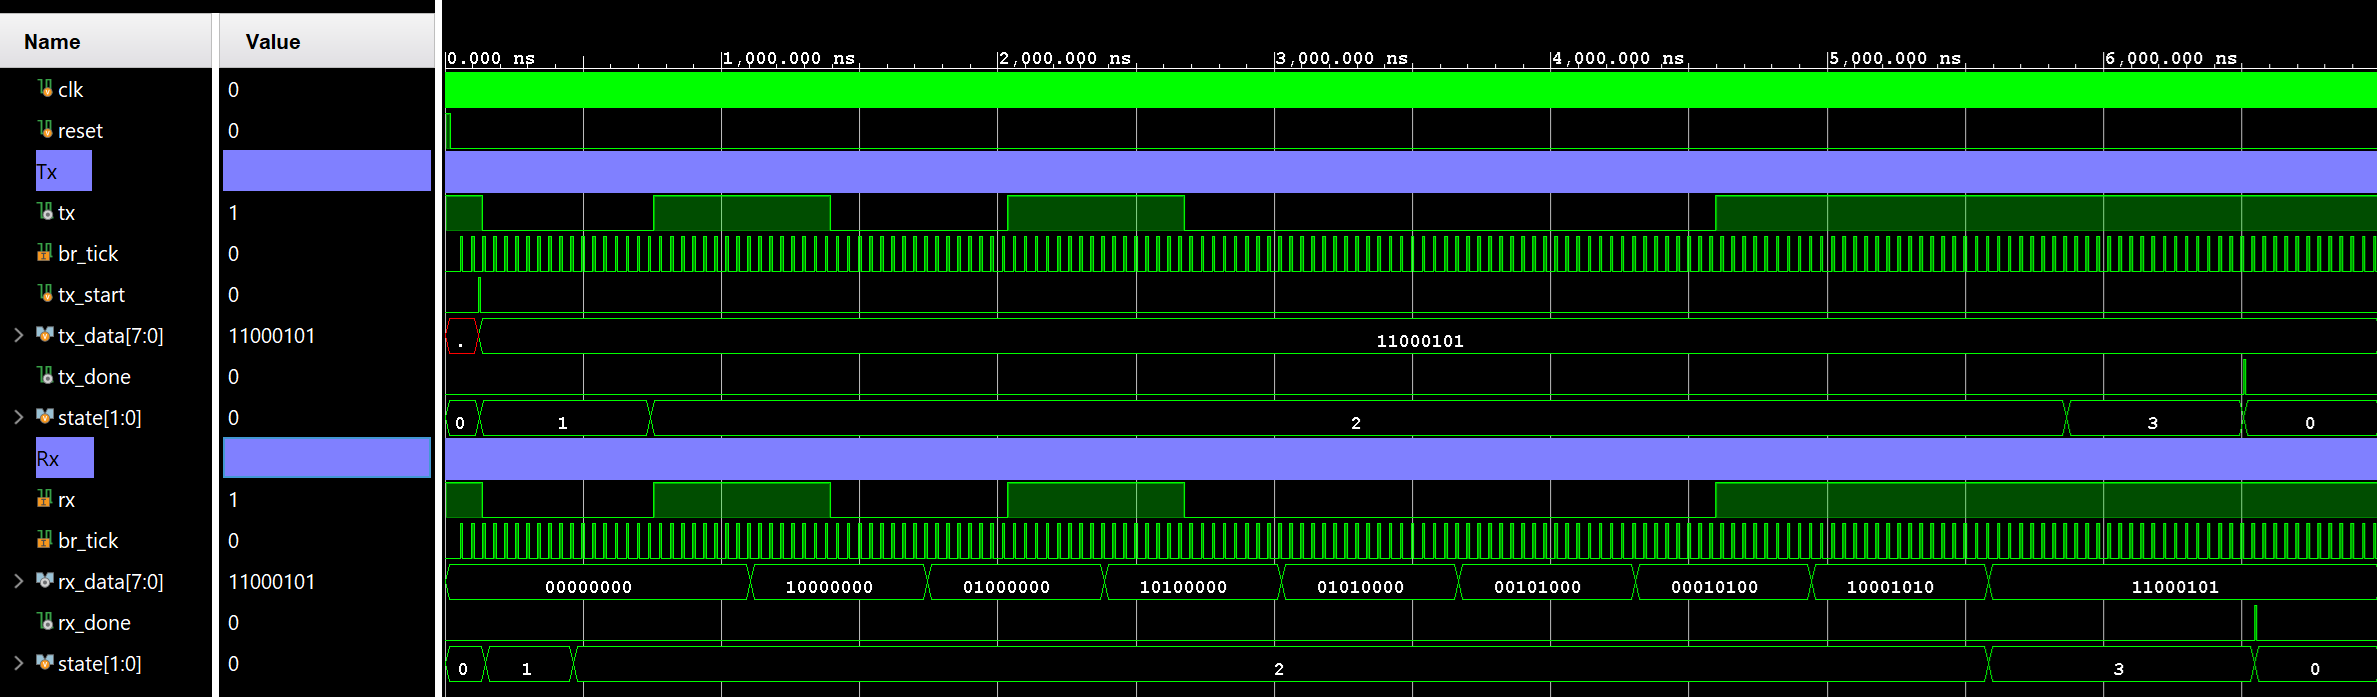 Name Value
0.000 ns 1,000.000 ns 2,000.000 ns 3,000.000 ns 4,000.000 ns 5,000.000 ns 6,000.000 ns
clk 0
reset 0
Tx
tx 1
br_tick 0
tx_start 0
tx_data[7:0] 11000101 . 11000101
tx_done 0
state[1:0] 0 0 1 2 3 0
Rx
rx 1
br_tick 0
rx_data[7:0] 11000101 00000000 10000000 01000000 10100000 01010000 00101000 00010100 10001010 11000101
rx_done 0
state[1:0] 0 0 1 2 3 0